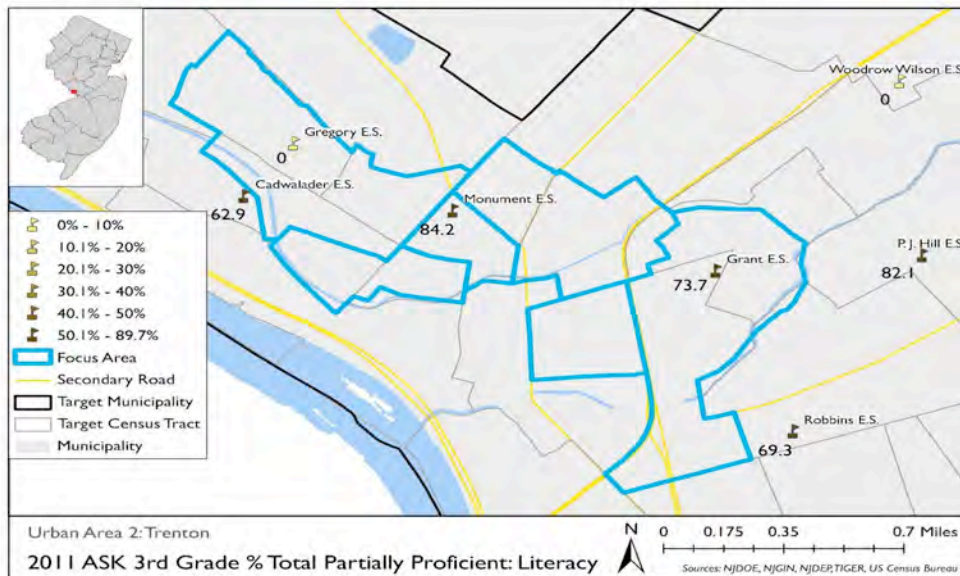 Woodrow Wilson E.S.
0
Gregory E.S.
0
Cadwalader E.S.
62.9
Monument E.S.
84.2
P.J. Hill E.S
82.1
Grant E.S.
73.7
Robbins E.S.
69.3
0% - 10%
10.1% - 20%
20.1% - 30%
30.1% - 40%
40.1% - 50%
50.1% - 89.7%
Focus Area
Secondary Road
Target Municipality
Target Census Tract
Municipality
Urban Area 2: Trenton
2011 ASK 3rd Grade % Total Partially Proficient: Literacy
N
0 0.175 0.35 0.7 Miles
Sources: NJDOE, NJGIN, NJDEP,TIGER, US Census Bureau